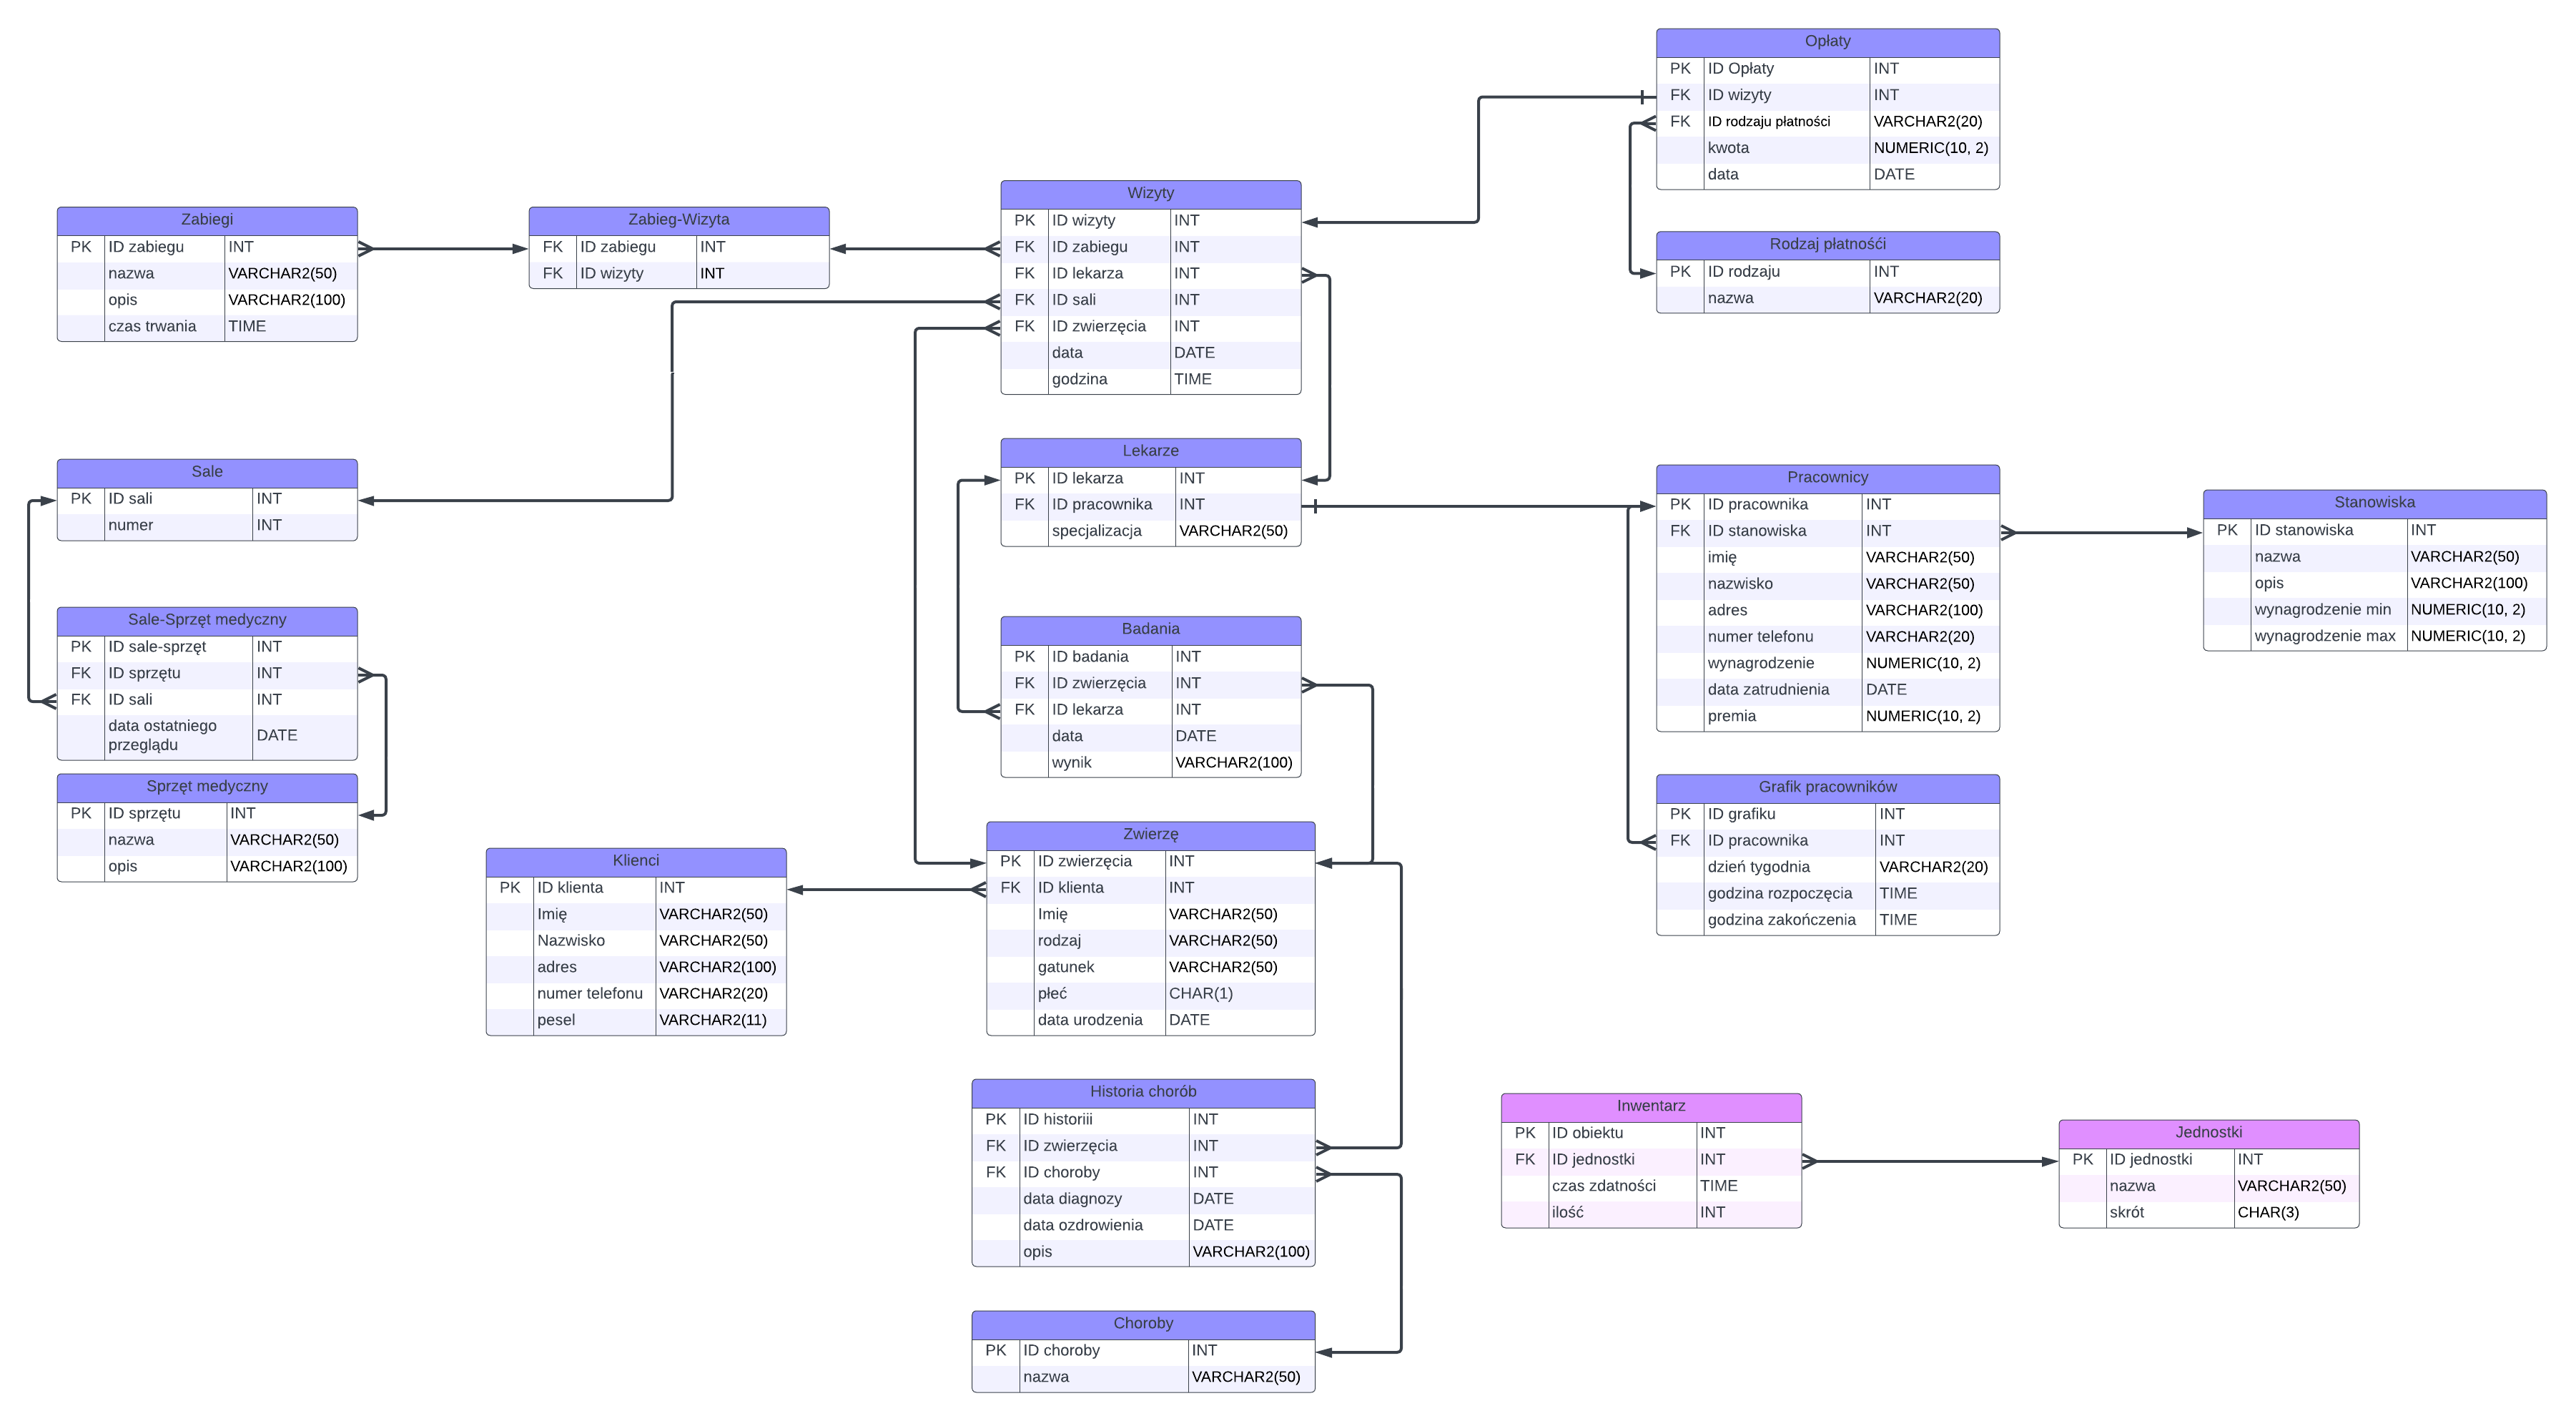 Opłaty
PK ID Opłaty INT
FK ID wizyty INT
FK ID rodzaju płatności VARCHAR2(20)
kwota NUMERIC(10, 2)
data DATE
Wizyty
PK ID wizyty INT
FK ID zabiegu INT
FK ID lekarza INT
FK ID sali INT
FK ID zwierzęcia INT
data DATE
godzina TIME
Zabiegi
PK ID zabiegu INT
nazwa VARCHAR2(50)
opis VARCHAR2(100)
czas trwania TIME
Zabieg-Wizyta
FK ID zabiegu INT
FK ID wizyty INT
Rodzaj płatnośći
PK ID rodzaju INT
nazwa VARCHAR2(20)
Lekarze
PK ID lekarza INT
FK ID pracownika INT
specjalizacja VARCHAR2(50)
Sale
PK ID sali INT
numer INT
Pracownicy
PK ID pracownika INT
FK ID stanowiska INT
imię VARCHAR2(50)
nazwisko VARCHAR2(50)
adres VARCHAR2(100)
numer telefonu VARCHAR2(20)
wynagrodzenie NUMERIC(10, 2)
data zatrudnienia DATE
premia NUMERIC(10, 2)
Stanowiska
PK ID stanowiska INT
nazwa VARCHAR2(50)
opis VARCHAR2(100)
wynagrodzenie min NUMERIC(10, 2)
wynagrodzenie max NUMERIC(10, 2)
Sale-Sprzęt medyczny
PK ID sale-sprzęt INT
FK ID sprzętu INT
FK ID sali INT
data ostatniego
przeglądu DATE
Badania
PK ID badania INT
FK ID zwierzęcia INT
FK ID lekarza INT
data DATE
wynik VARCHAR2(100)
Sprzęt medyczny
PK ID sprzętu INT
nazwa VARCHAR2(50)
opis VARCHAR2(100)
Grafik pracowników
PK ID grafiku INT
FK ID pracownika INT
dzień tygodnia VARCHAR2(20)
godzina rozpoczęcia TIME
godzina zakończenia TIME
Zwierzę
PK ID zwierzęcia INT
FK ID klienta INT
Imię VARCHAR2(50)
rodzaj VARCHAR2(50)
gatunek VARCHAR2(50)
płeć CHAR(1)
data urodzenia DATE
Klienci
PK ID klienta INT
Imię VARCHAR2(50)
Nazwisko VARCHAR2(50)
adres VARCHAR2(100)
numer telefonu VARCHAR2(20)
pesel VARCHAR2(11)
Historia chorób
PK ID historiii INT
FK ID zwierzęcia INT
FK ID choroby INT
data diagnozy DATE
data ozdrowienia DATE
opis VARCHAR2(100)
Inwentarz
PK ID obiektu INT
FK ID jednostki INT
czas zdatności TIME
ilość INT
Jednostki
PK ID jednostki INT
nazwa VARCHAR2(50)
skrót CHAR(3)
Choroby
PK ID choroby INT
nazwa VARCHAR2(50)